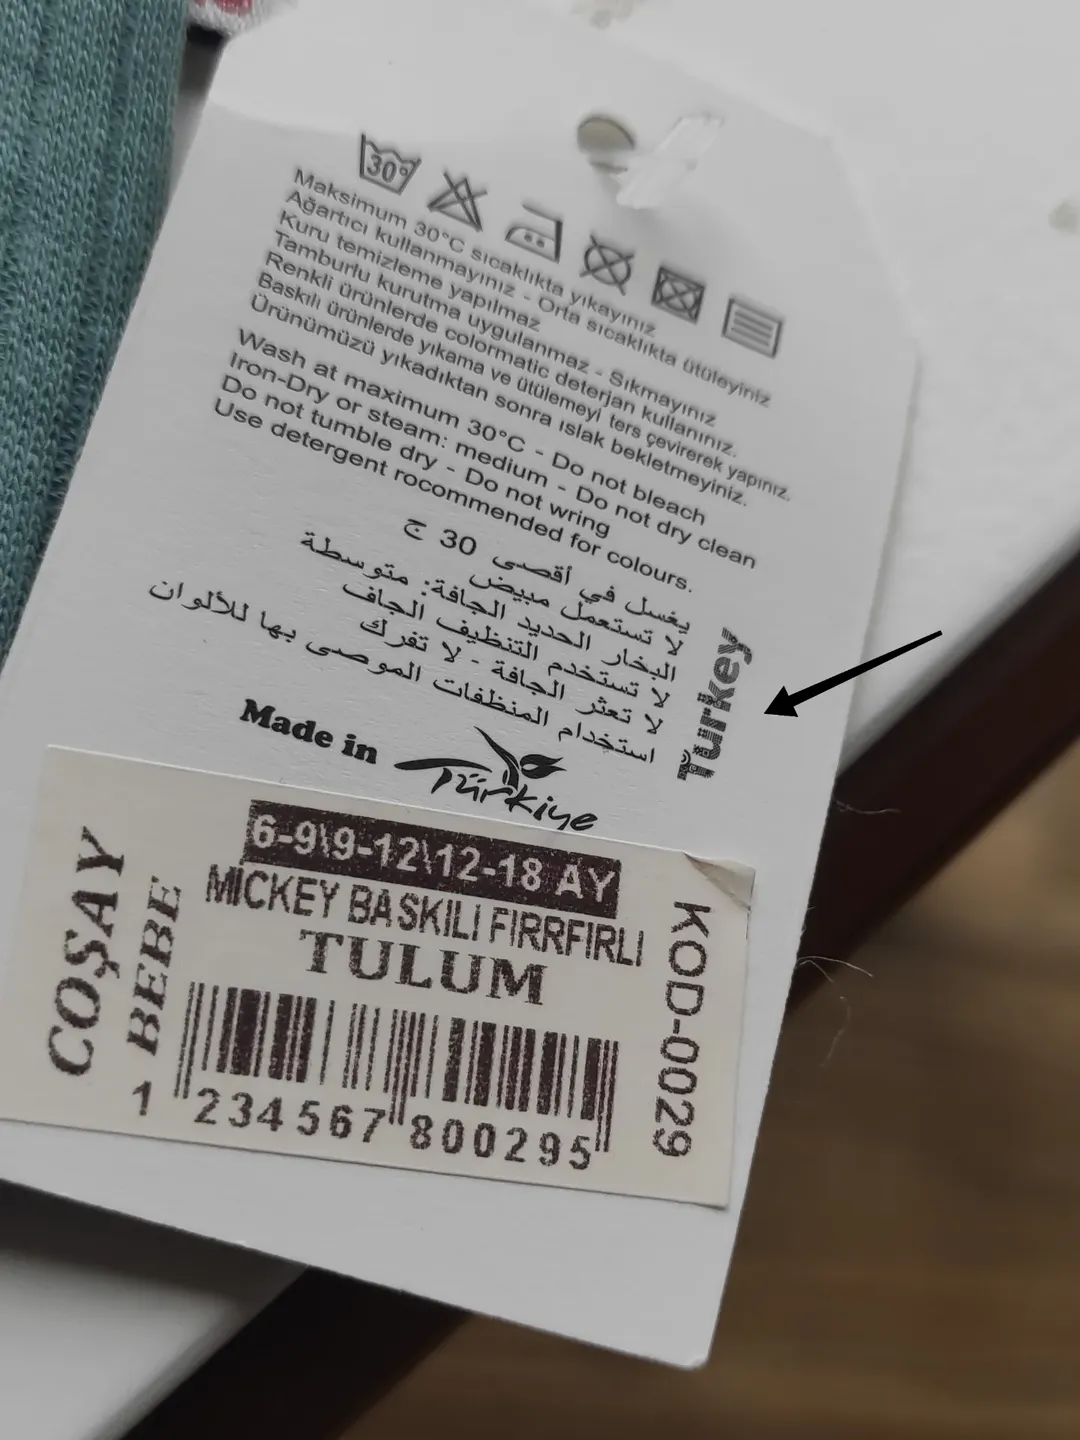 30°
Maksimum 30°C sıcaklıkta yıkayınız
Ağartıcı kullanmayınız - Orta sıcaklıkta ütüleyiniz
Kuru temizleme yapılmaz
Tamburlu kurutma uygulanmaz - Sıkmayınız
Renkli ürünlerde colormatic deterjan kullanınız.
Baskılı ürünlerde yıkama ve ütülemeyi ters çevirerek yapınız.
Ürünümüzü yıkadıktan sonra ıslak bekletmeyiniz.
Wash at maximum 30°C - Do not bleach
Iron-Dry or steam: medium - Do not dry clean
Do not tumble dry - Do not wring
Use detergent rocommended for colours.
يغسل في أقصى 30 ج
لا تستعمل مبيض
البخار الحديد الجافة: متوسطة
لا تستخدم التنظيف الجاف
لا تعثر الجافة - لا تفرك
استخدام المنظفات الموصى بها للألوان
Turkey
Made in
Türkiye
COŞAY
BEBE
6-9\9-12\12-18 AY
MİCKEY BASKILI FIRRFIRLI
TULUM
KOD-0029
1 234567 800295